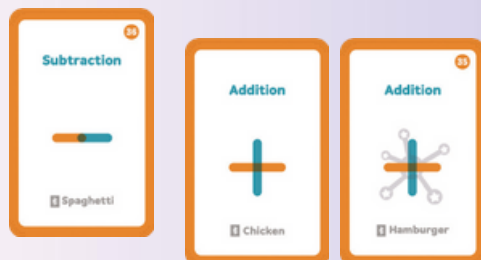 36
Subtraction
Spaghetti
Addition
Chicken
35
Addition
Hamburger